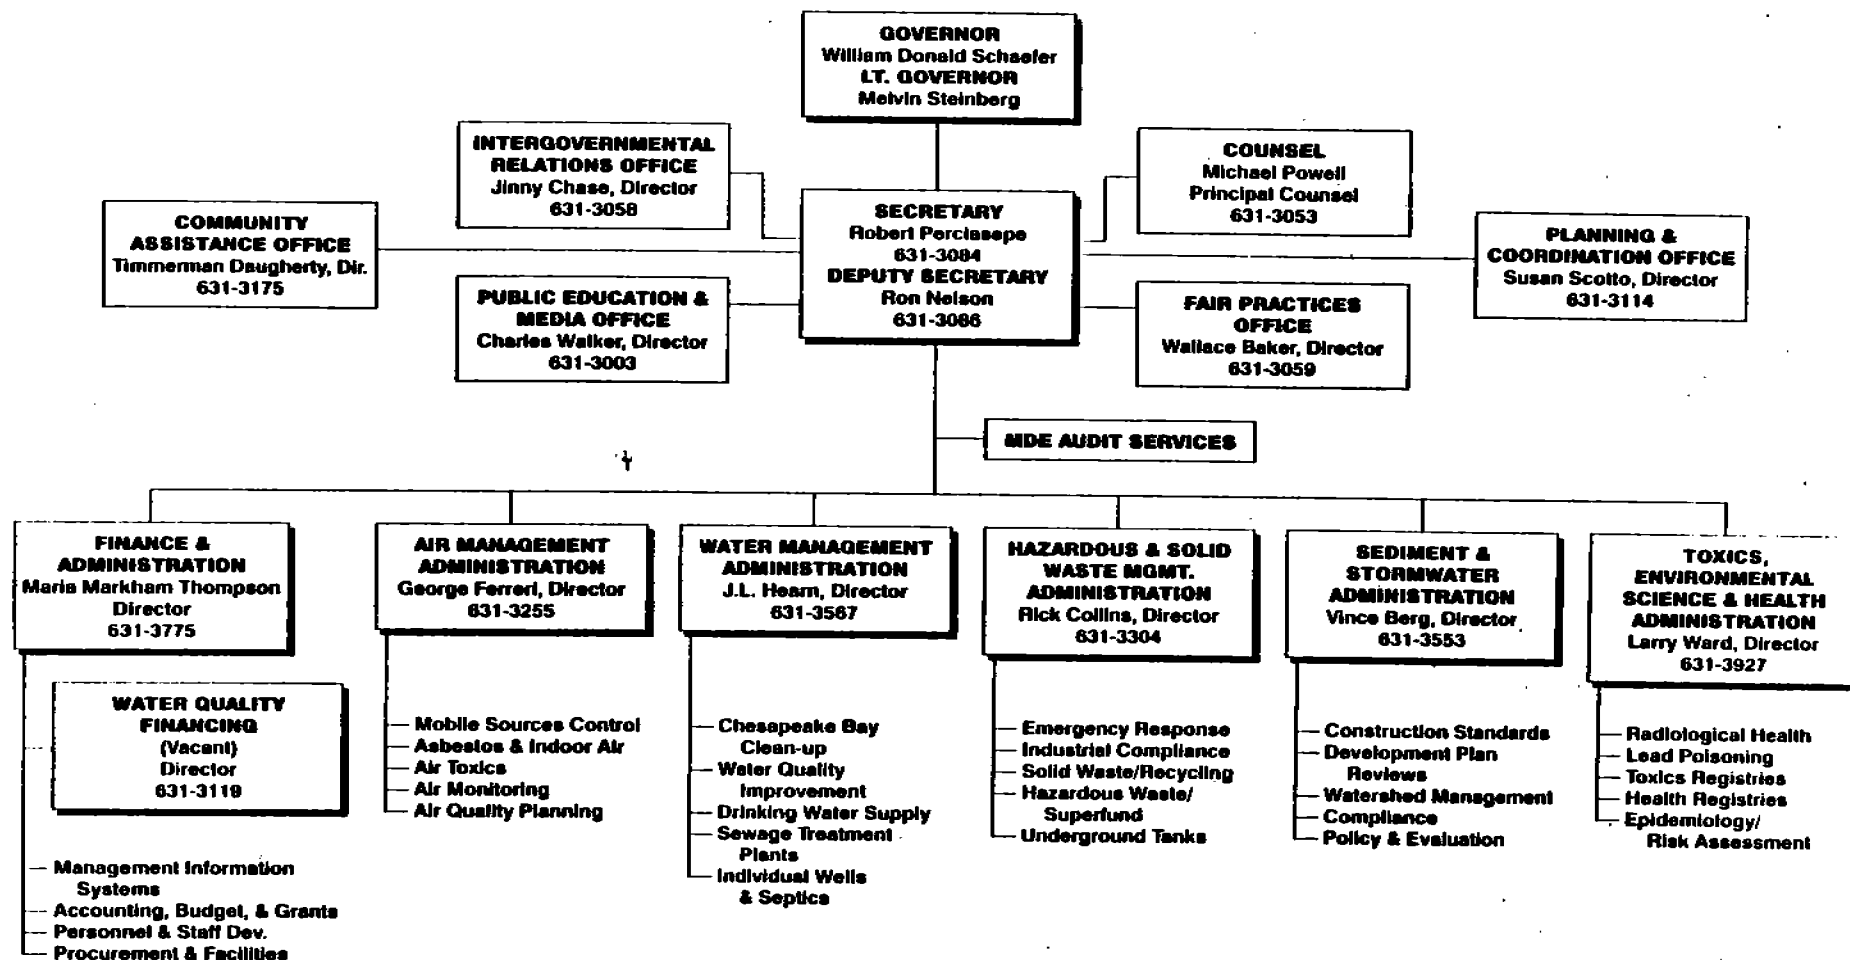 GOVERNOR
William Donald Schaefer
LT. GOVERNOR
Melvin Steinberg
INTERGOVERNMENTAL
RELATIONS OFFICE
Jinny Chase, Director
631-3058
COUNSEL
Michael Powell
Principal Counsel
631-3053
COMMUNITY
ASSISTANCE OFFICE
Timmerman Daugherty, Dir.
631-3175
SECRETARY
Robert Perciasepe
631-3084
DEPUTY SECRETARY
Ron Nelson
631-3086
PLANNING &
COORDINATION OFFICE
Susan Scotto, Director
631-3114
PUBLIC EDUCATION &
MEDIA OFFICE
Charles Walker, Director
631-3003
FAIR PRACTICES
OFFICE
Wallace Baker, Director
631-3059
MDE AUDIT SERVICES
FINANCE &
ADMINISTRATION
Maria Markham Thompson
Director
631-3775
WATER QUALITY
FINANCING
(Vacant)
Director
631-3119
Management Information
Systems
Accounting, Budget, & Grants
Personnel & Staff Dev.
Procurement & Facilities
AIR MANAGEMENT
ADMINISTRATION
George Ferreri, Director
631-3255
Mobile Sources Control
Asbestos & Indoor Air
Air Toxics
Air Monitoring
Air Quality Planning
WATER MANAGEMENT
ADMINISTRATION
J.L. Hearn, Director
631-3567
Chesapeake Bay
Clean-up
Water Quality
Improvement
Drinking Water Supply
Sewage Treatment
Plants
Individual Wells
& Septics
HAZARDOUS & SOLID
WASTE MGMT.
ADMINISTRATION
Rick Collins, Director
631-3304
Emergency Response
Industrial Compliance
Solid Waste/Recycling
Hazardous Waste/
Superfund
Underground Tanks
SEDIMENT &
STORMWATER
ADMINISTRATION
Vince Berg, Director
631-3553
Construction Standards
Development Plan
Reviews
Watershed Management
Compliance
Policy & Evaluation
TOXICS,
ENVIRONMENTAL
SCIENCE & HEALTH
ADMINISTRATION
Larry Ward, Director
631-3927
Radiological Health
Lead Poisoning
Toxics Registries
Health Registries
Epidemiology/
Risk Assessment